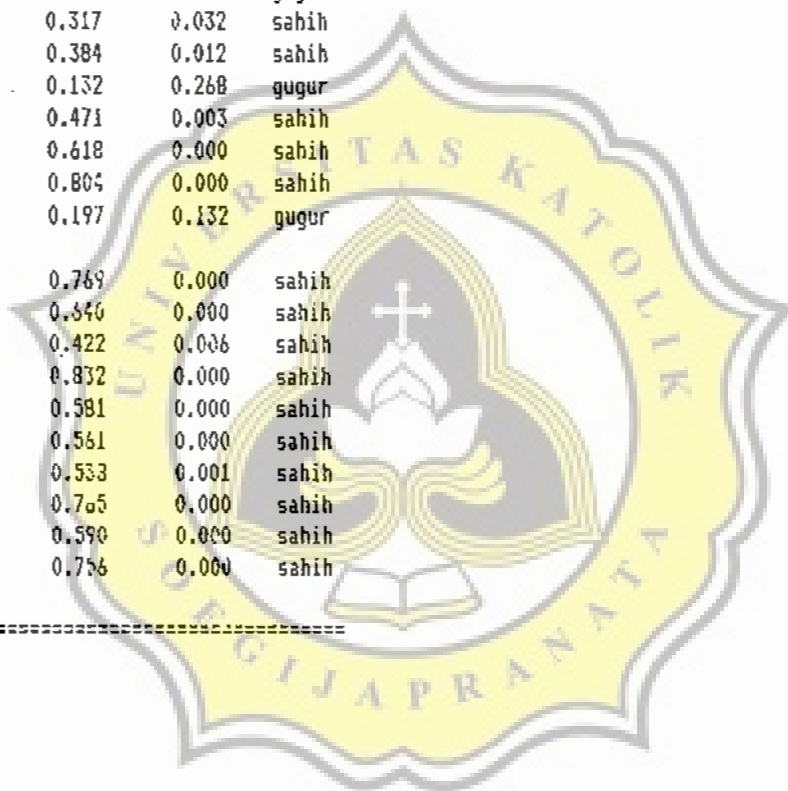 0.317 0.032 sahih
0.384 0.012 sahih
0.132 0.268 gugur
0.471 0.003 sahih
0.618 0.000 sahih
0.000 sahih
0.197 0.132 gugur
0.769 0.000 sahih
0.640 0.000 sahih
0.422 0.006 sahih
0.832 0.000 sahih
0.581 0.000 sahih
0.561 0.000 sahih
0.533 0.001 sahih
0.000 sahih
0.590 0.000 sahih
0.756 0.000 sahih
UNIVERSITAS KATOLIK
SOEGIJAPRANATA